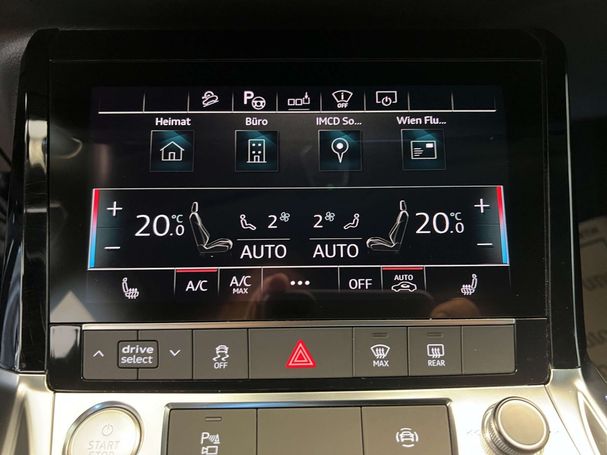 P OFF
Heimat Büro IMCD So... Wien Flu...
+ 20.0 °C 2 2 20.0 °C +
− AUTO AUTO −
A/C A/C MAX ••• OFF AUTO
drive select OFF MAX REAR
START STOP P